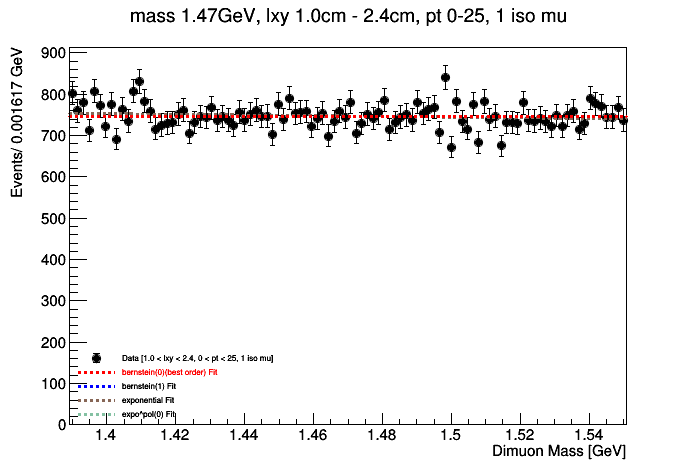 mass 1.47GeV, lxy 1.0cm - 2.4cm, pt 0-25, 1 iso mu
Events/ 0.001617 GeV
900
800
700
600
500
400
300
200
100
0
Data [1.0 < lxy < 2.4, 0 < pt < 25, 1 iso mu]
bernstein(0)(best order) Fit
bernstein(1) Fit
exponential Fit
expo*pol(0) Fit
1.4 1.42 1.44 1.46 1.48 1.5 1.52 1.54
Dimuon Mass [GeV]